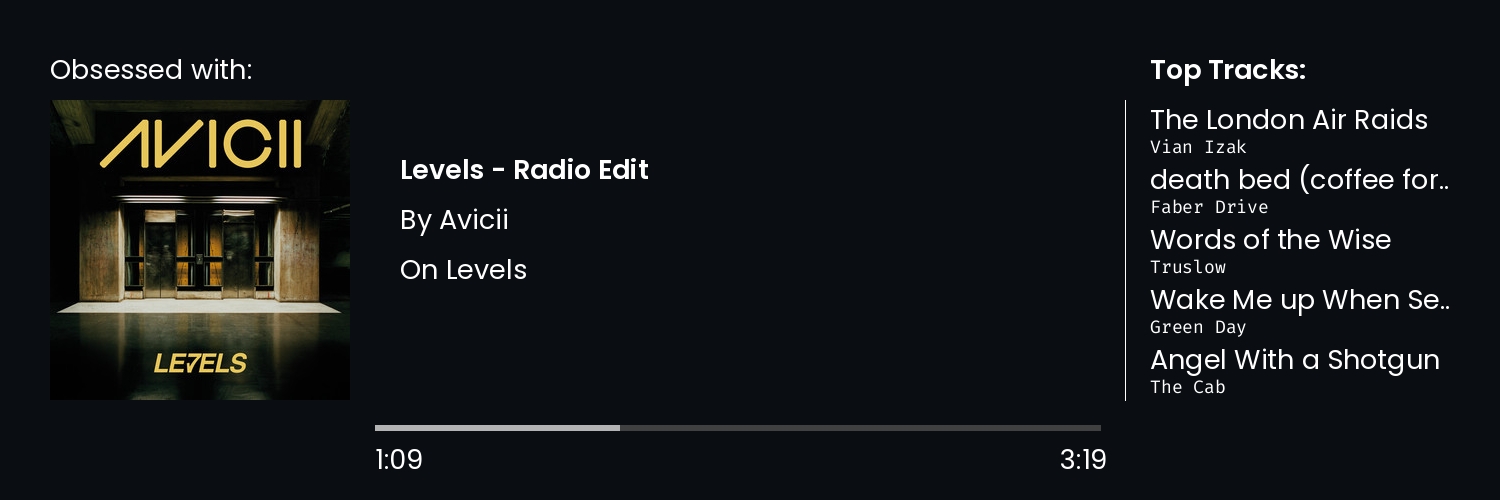 Obsessed with:
AVICII
LEVELS
Levels - Radio Edit
By Avicii
On Levels
1:09
3:19
Top Tracks:
The London Air Raids
Vian Izak
death bed (coffee for..
Faber Drive
Words of the Wise
Truslow
Wake Me up When Se..
Green Day
Angel With a Shotgun
The Cab